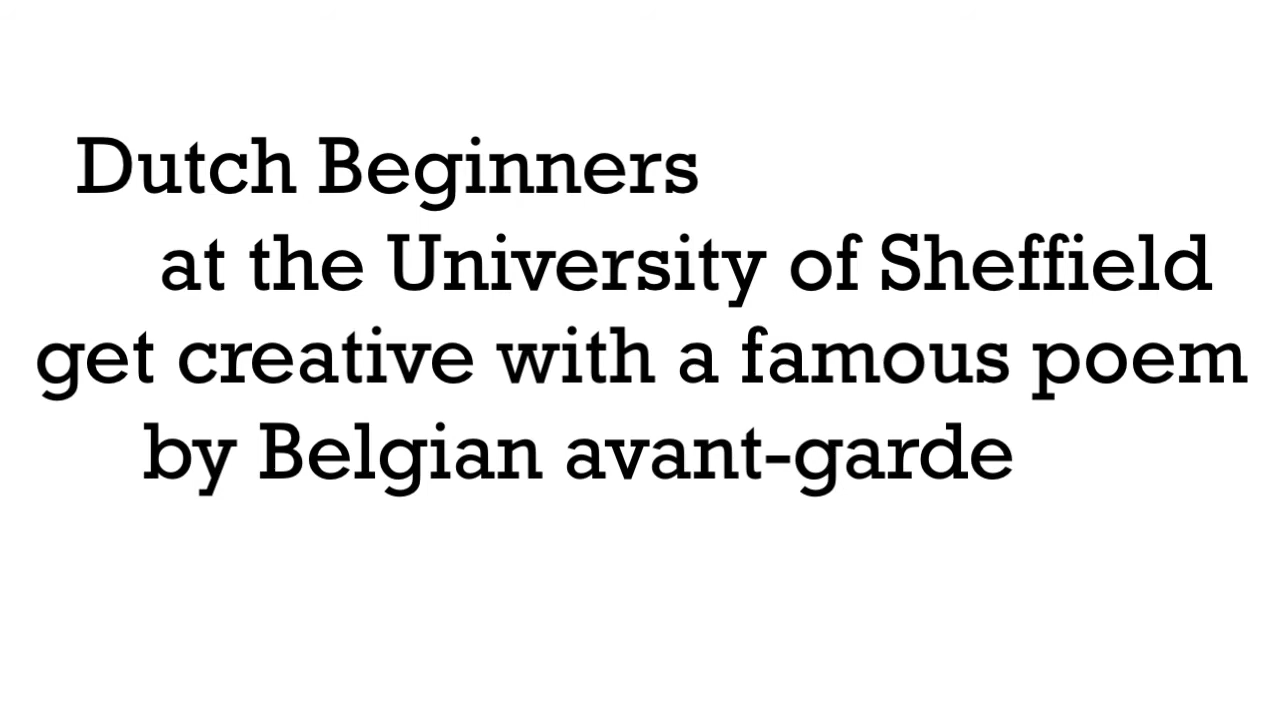 Dutch Beginners
at the University of Sheffield
get creative with a famous poem
by Belgian avant-garde